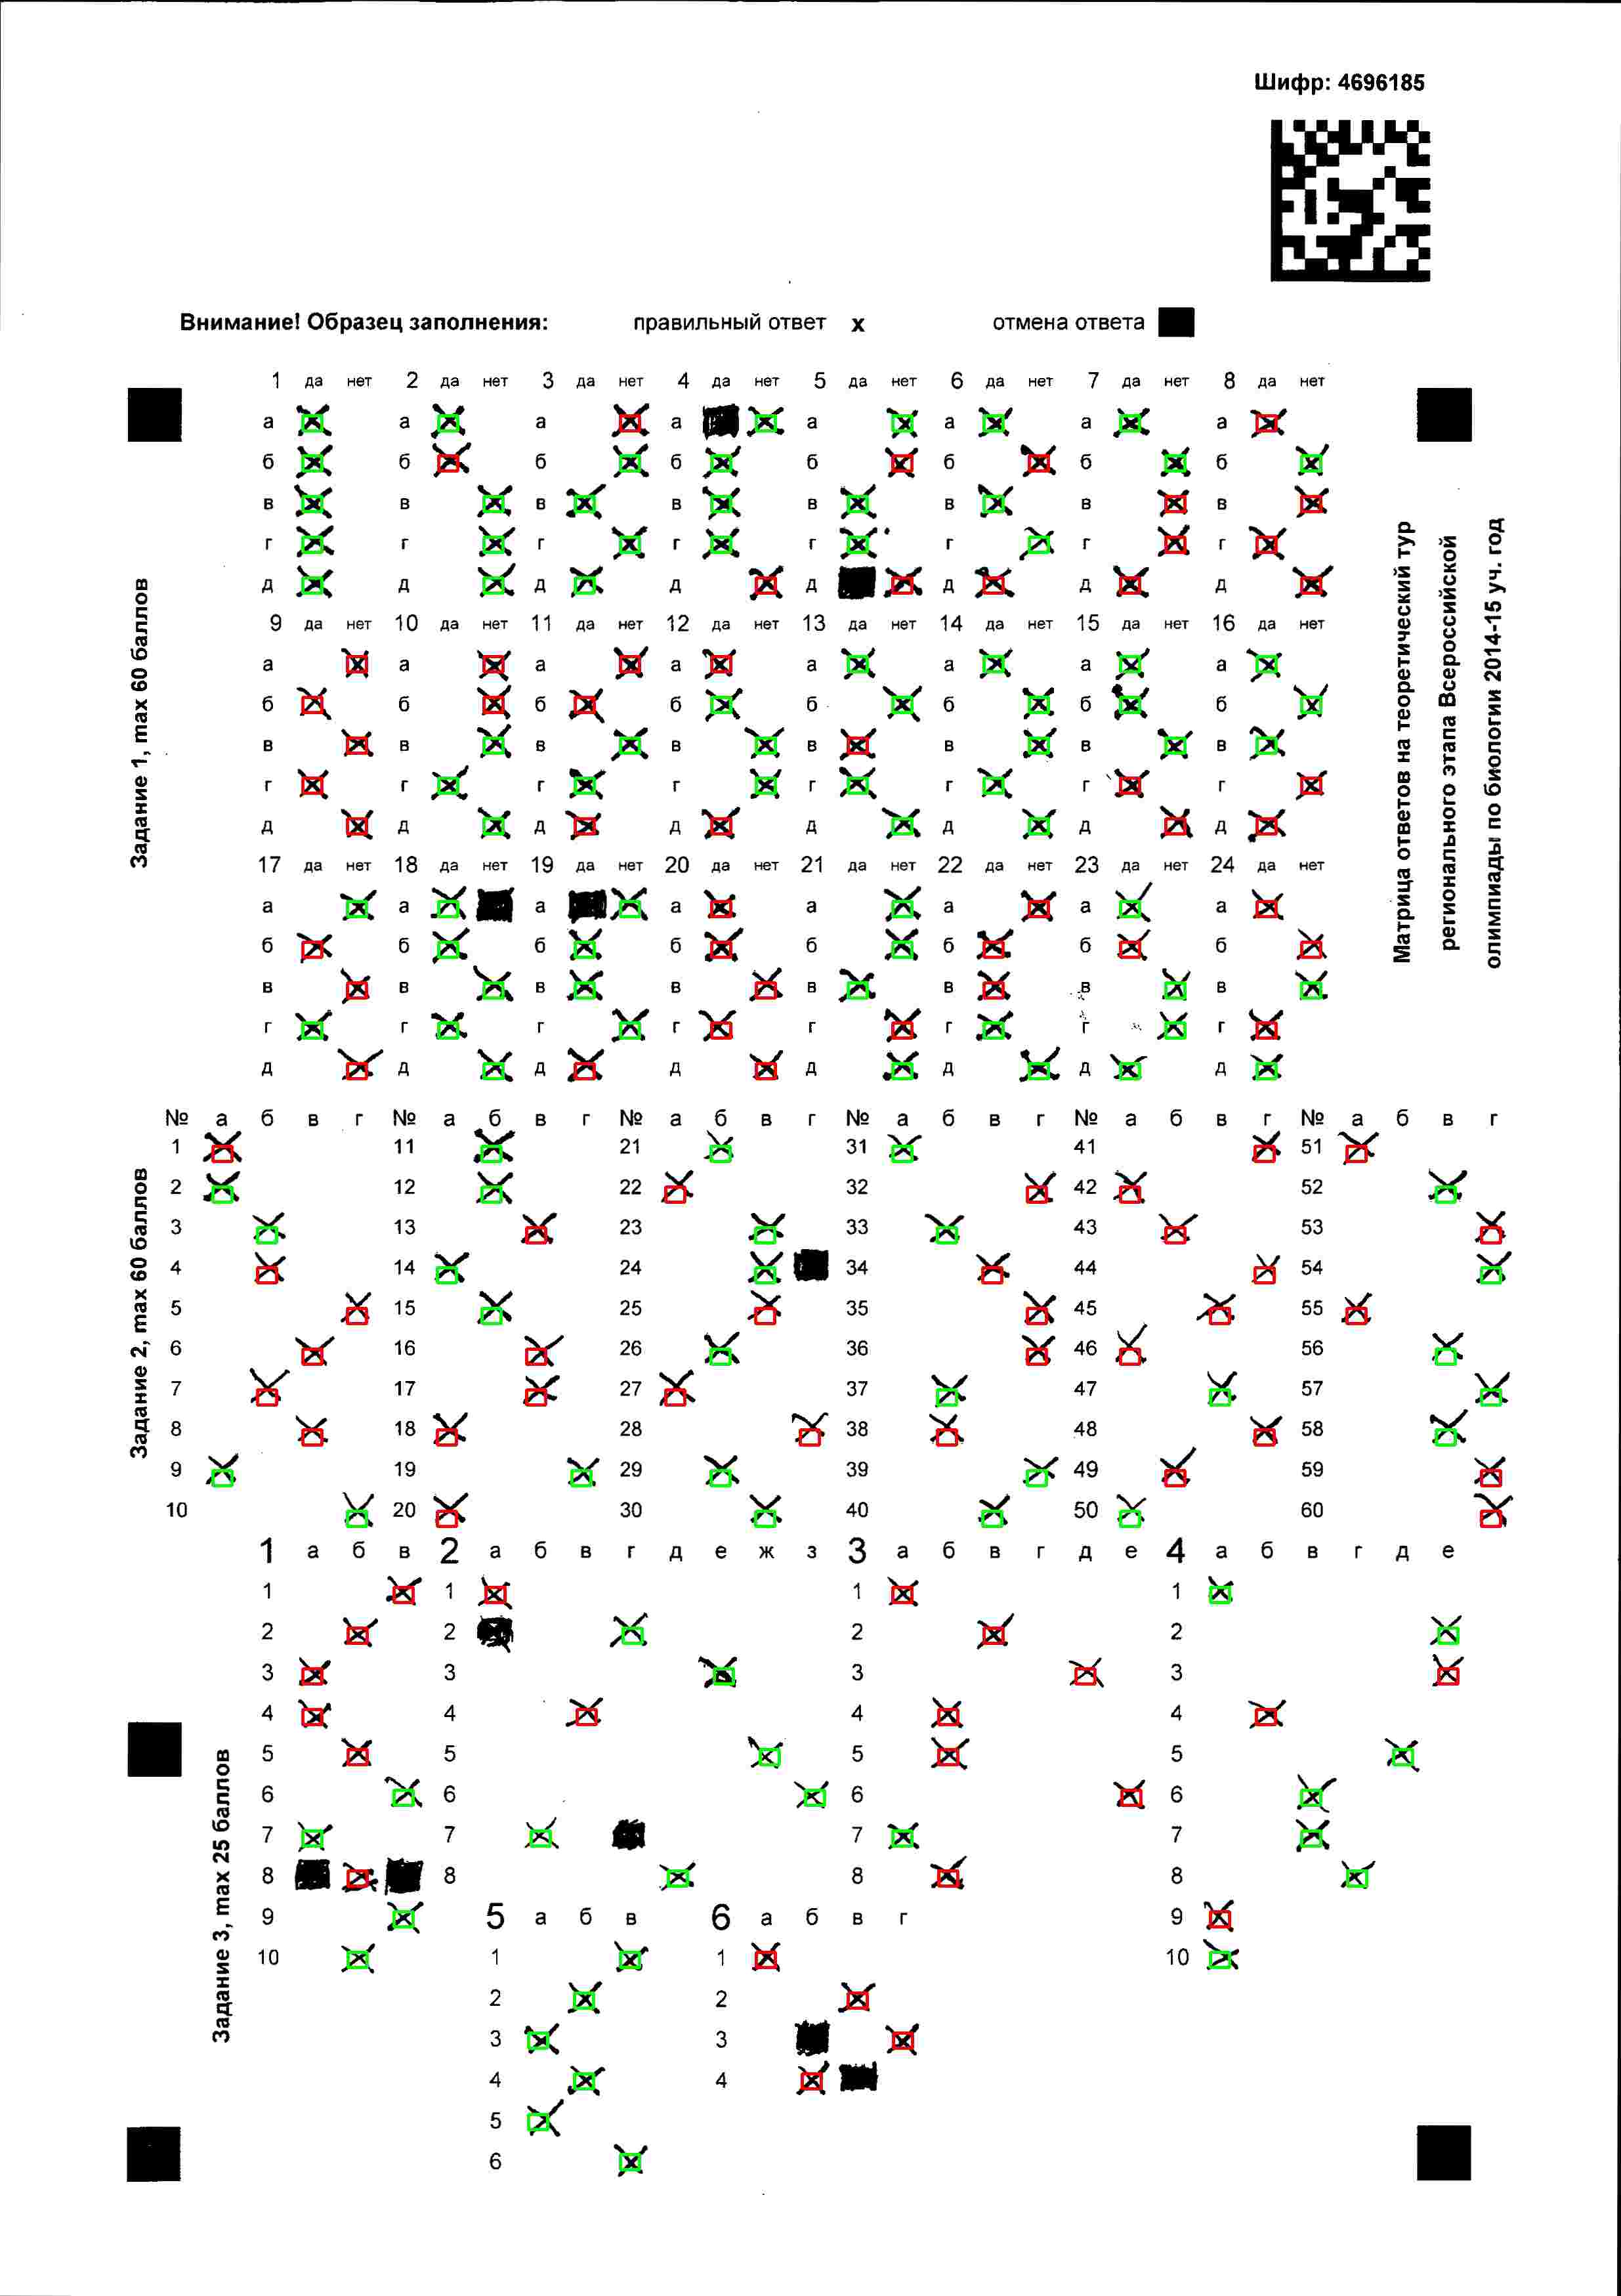 Шифр: 4696185
Внимание! Образец заполнения: правильный ответ х отмена ответа
1 да нет 2 да нет 3 да нет 4 да нет 5 да нет 6 да нет 7 да нет 8 да нет
а а а а а а а а
б б б б б б б б
в в в в в в в в
г г г г г г г г
д д д д д д д д
9 да нет 10 да нет 11 да нет 12 да нет 13 да нет 14 да нет 15 да нет 16 да нет
а а а а а а а а
б б б б б б б б
в в в в в в в в
г г г г г г г г
д д д д д д д д
17 да нет 18 да нет 19 да нет 20 да нет 21 да нет 22 да нет 23 да нет 24 да нет
а а а а а а а а
б б б б б б б б
в в в в в в в в
г г г г г г г г
д д д д д д д д
Задание 1, max 60 баллов
Матрица ответов на теоретический тур
регионального этапа Всероссийской
олимпиады по биологии 2014-15 уч. год
№ а б в г № а б в г № а б в г № а б в г № а б в г № а б в г
1 11 21 31 41 51
2 12 22 32 42 52
3 13 23 33 43 53
4 14 24 34 44 54
5 15 25 35 45 55
6 16 26 36 46 56
7 17 27 37 47 57
8 18 28 38 48 58
9 19 29 39 49 59
10 20 30 40 50 60
Задание 2, max 60 баллов
1 а б в 2 а б в г д е ж з 3 а б в г д е 4 а б в г д е
1 1 1 1
2 2 2 2
3 3 3 3
4 4 4 4
5 5 5 5
6 6 6 6
7 7 7 7
8 8 8 8
9 5 а б в 6 а б в г 9
10 1 1 10
2 2
3 3
4 4
5
6
Задание 3, max 25 баллов